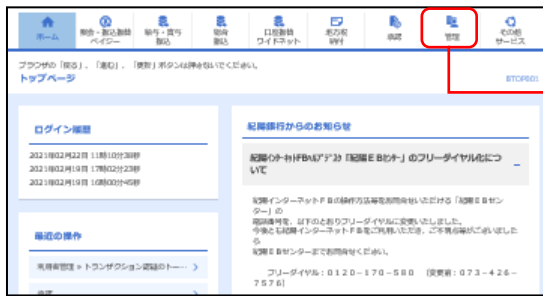 ホーム
照会・振込振替
ペイジー
給与・賞与
振込
総合
振込
口座振替
ワイドネット
地方税
納付
承認
管理
その他
サービス
ブラウザの「戻る」、「進む」、「更新」ボタンは押さないでください。
トップページ
BTOP001
ログイン履歴
2021年02月22日 11時10分38秒
2021年02月19日 17時02分23秒
2021年02月19日 16時00分45秒
最近の操作
利用者管理 » トランザクション認証のトー…
承認
紀陽銀行からのお知らせ
紀陽ｲﾝﾀｰﾈｯﾄFBﾍﾙﾌﾟﾃﾞｽｸ「紀陽ＥＢｾﾝﾀｰ」のフリーダイヤル化につ
いて
紀陽インターネットＦＢの操作方法等をお問合せいただける「紀陽ＥＢセン
ター」の
電話番号を、以下のとおりフリーダイヤルに変更いたしました。
今後とも紀陽インターネットＦＢをご利用いただき、ご不明点等がございました
ら
紀陽ＥＢセンターまでお問合せください。
フリーダイヤル：０１２０－１７０－５８０ （変更前：０７３－４２６－
７５７６）